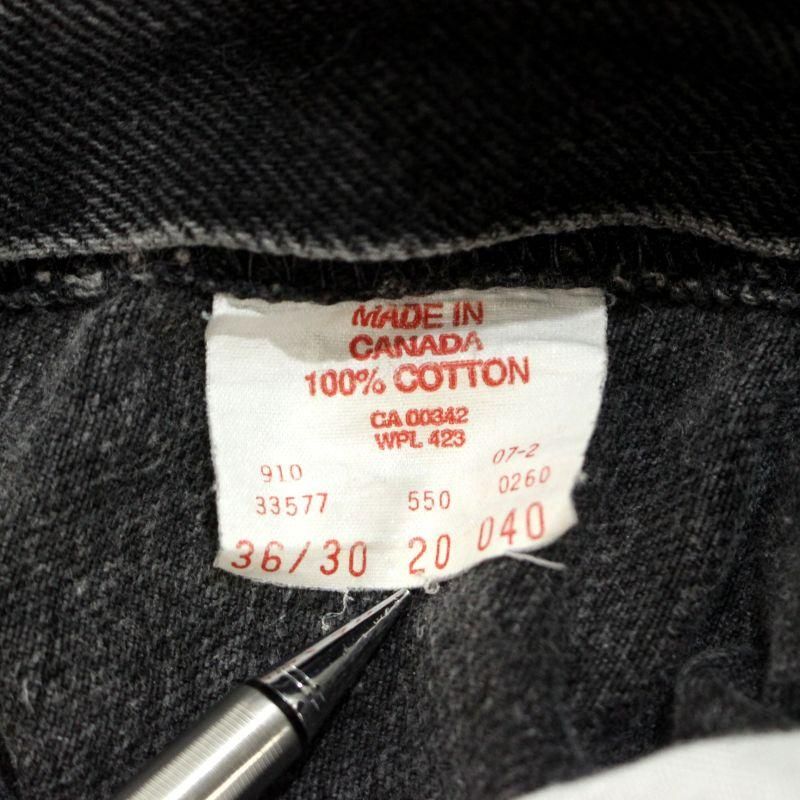 MADE IN
CANADA
100% COTTON
CA 00342
WPL 423
910 07-2
33577 550 0260
36/30 20 040